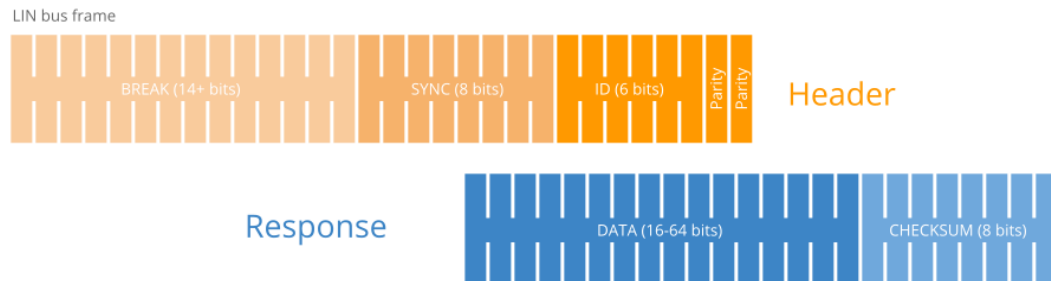 LIN bus frame
BREAK (14+ bits)
SYNC (8 bits)
ID (6 bits)
Parity
Parity
Header
Response
DATA (16-64 bits)
CHECKSUM (8 bits)